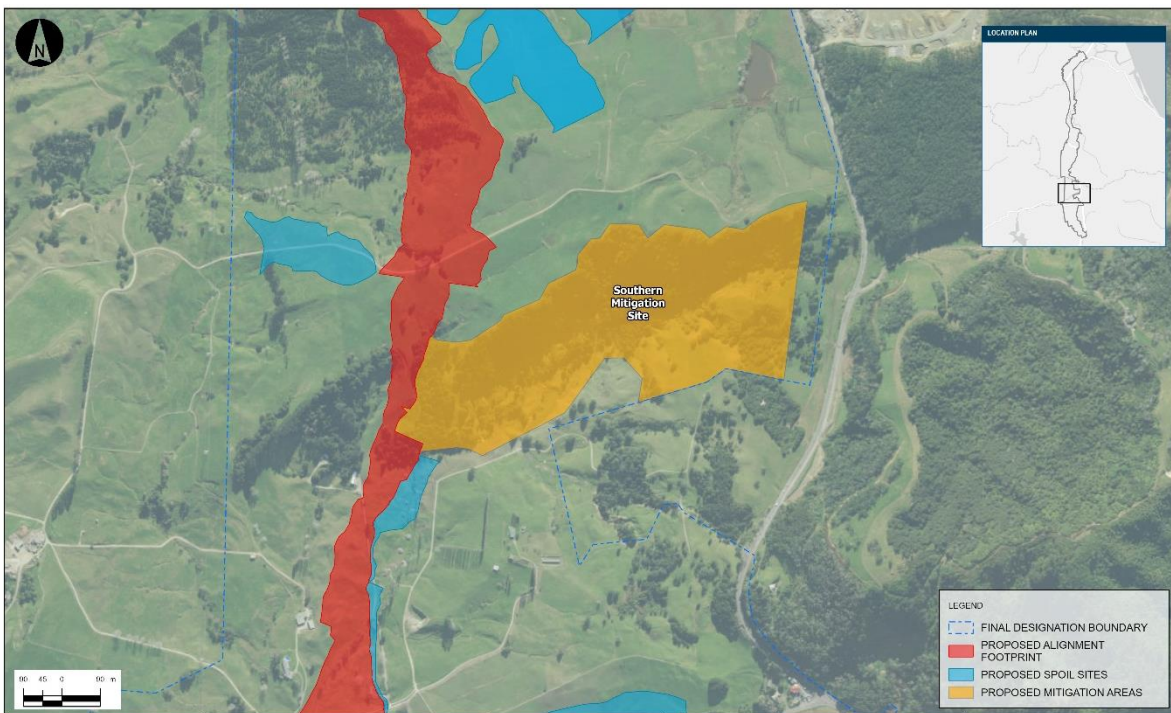 N
LOCATION PLAN
Southern
Mitigation
Site
LEGEND
FINAL DESIGNATION BOUNDARY
PROPOSED ALIGNMENT
FOOTPRINT
PROPOSED SPOIL SITES
PROPOSED MITIGATION AREAS
90 45 0 90 m